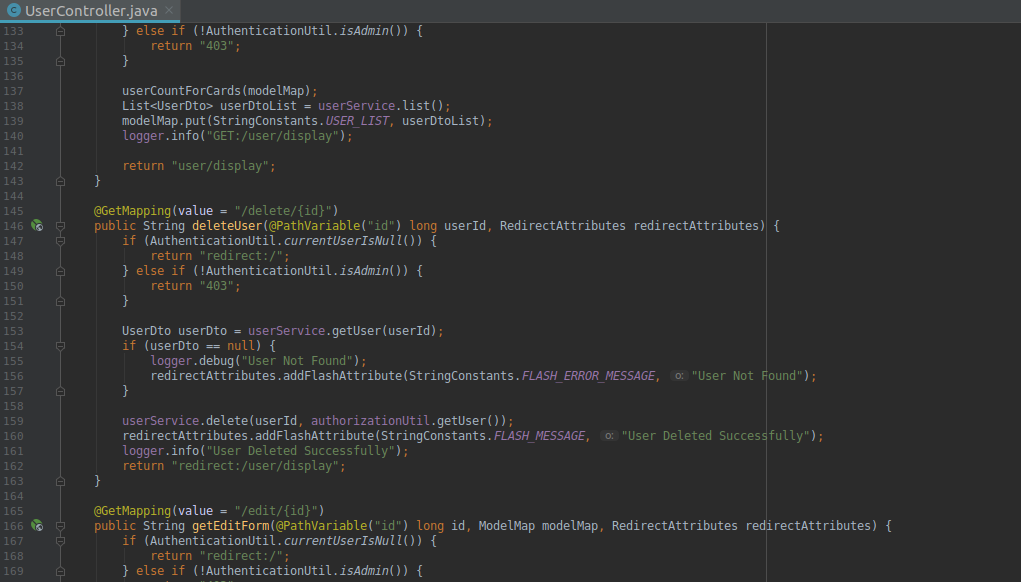 UserController.java
133 } else if (!AuthenticationUtil.isAdmin()) {
134 return "403";
135 }
136
137 userCountForCards(modelMap);
138 List<UserDto> userDtoList = userService.list();
139 modelMap.put(StringConstants.USER_LIST, userDtoList);
140 logger.info("GET:/user/display");
141
142 return "user/display";
143 }
144
145 @GetMapping(value = "/delete/{id}")
146 public String deleteUser(@PathVariable("id") long userId, RedirectAttributes redirectAttributes) {
147 if (AuthenticationUtil.currentUserIsNull()) {
148 return "redirect:/";
149 } else if (!AuthenticationUtil.isAdmin()) {
150 return "403";
151 }
152
153 UserDto userDto = userService.getUser(userId);
154 if (userDto == null) {
155 logger.debug("User Not Found");
156 redirectAttributes.addFlashAttribute(StringConstants.FLASH_ERROR_MESSAGE, o: "User Not Found");
157 }
158
159 userService.delete(userId, authorizationUtil.getUser());
160 redirectAttributes.addFlashAttribute(StringConstants.FLASH_MESSAGE, o: "User Deleted Successfully");
161 logger.info("User Deleted Successfully");
162 return "redirect:/user/display";
163 }
164
165 @GetMapping(value = "/edit/{id}")
166 public String getEditForm(@PathVariable("id") long id, ModelMap modelMap, RedirectAttributes redirectAttributes) {
167 if (AuthenticationUtil.currentUserIsNull()) {
168 return "redirect:/";
169 } else if (!AuthenticationUtil.isAdmin()) {